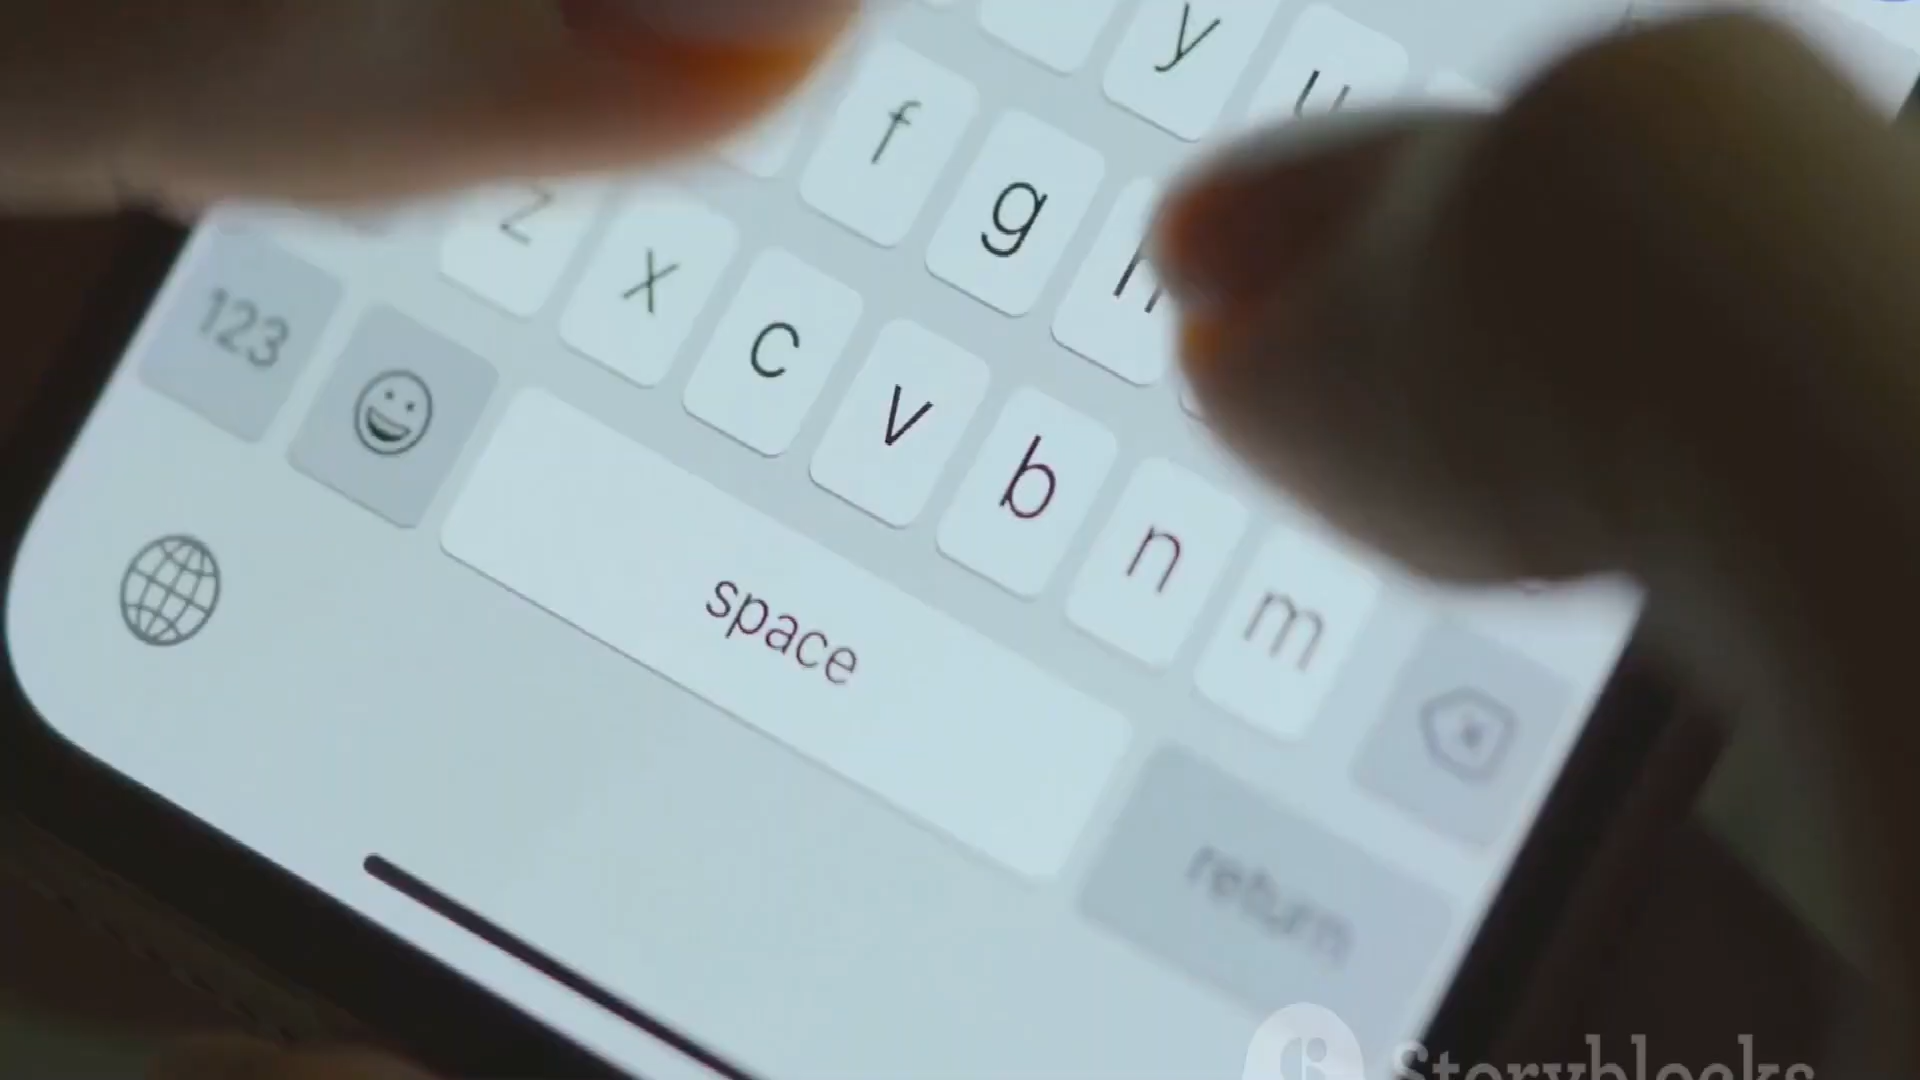 y u
f g h
z x c v b n m
123 space return
Storyblocks